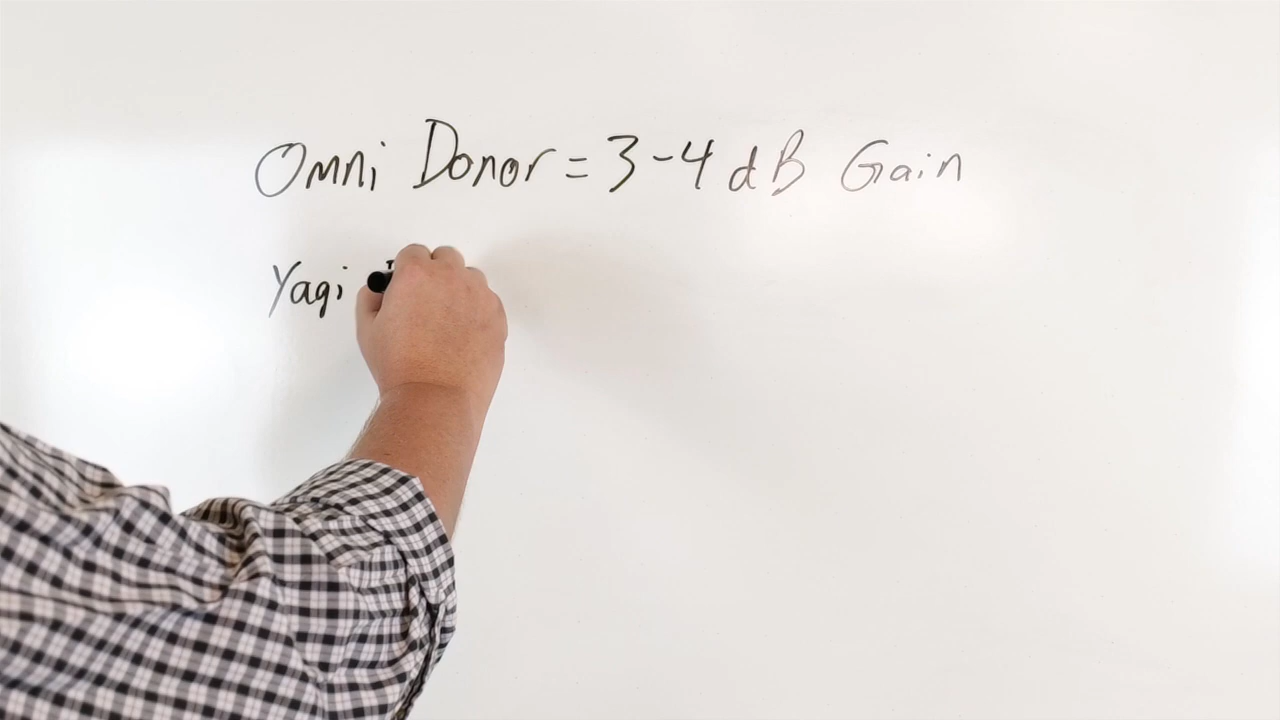 Omni Donor = 3-4 dB Gain
Yagi